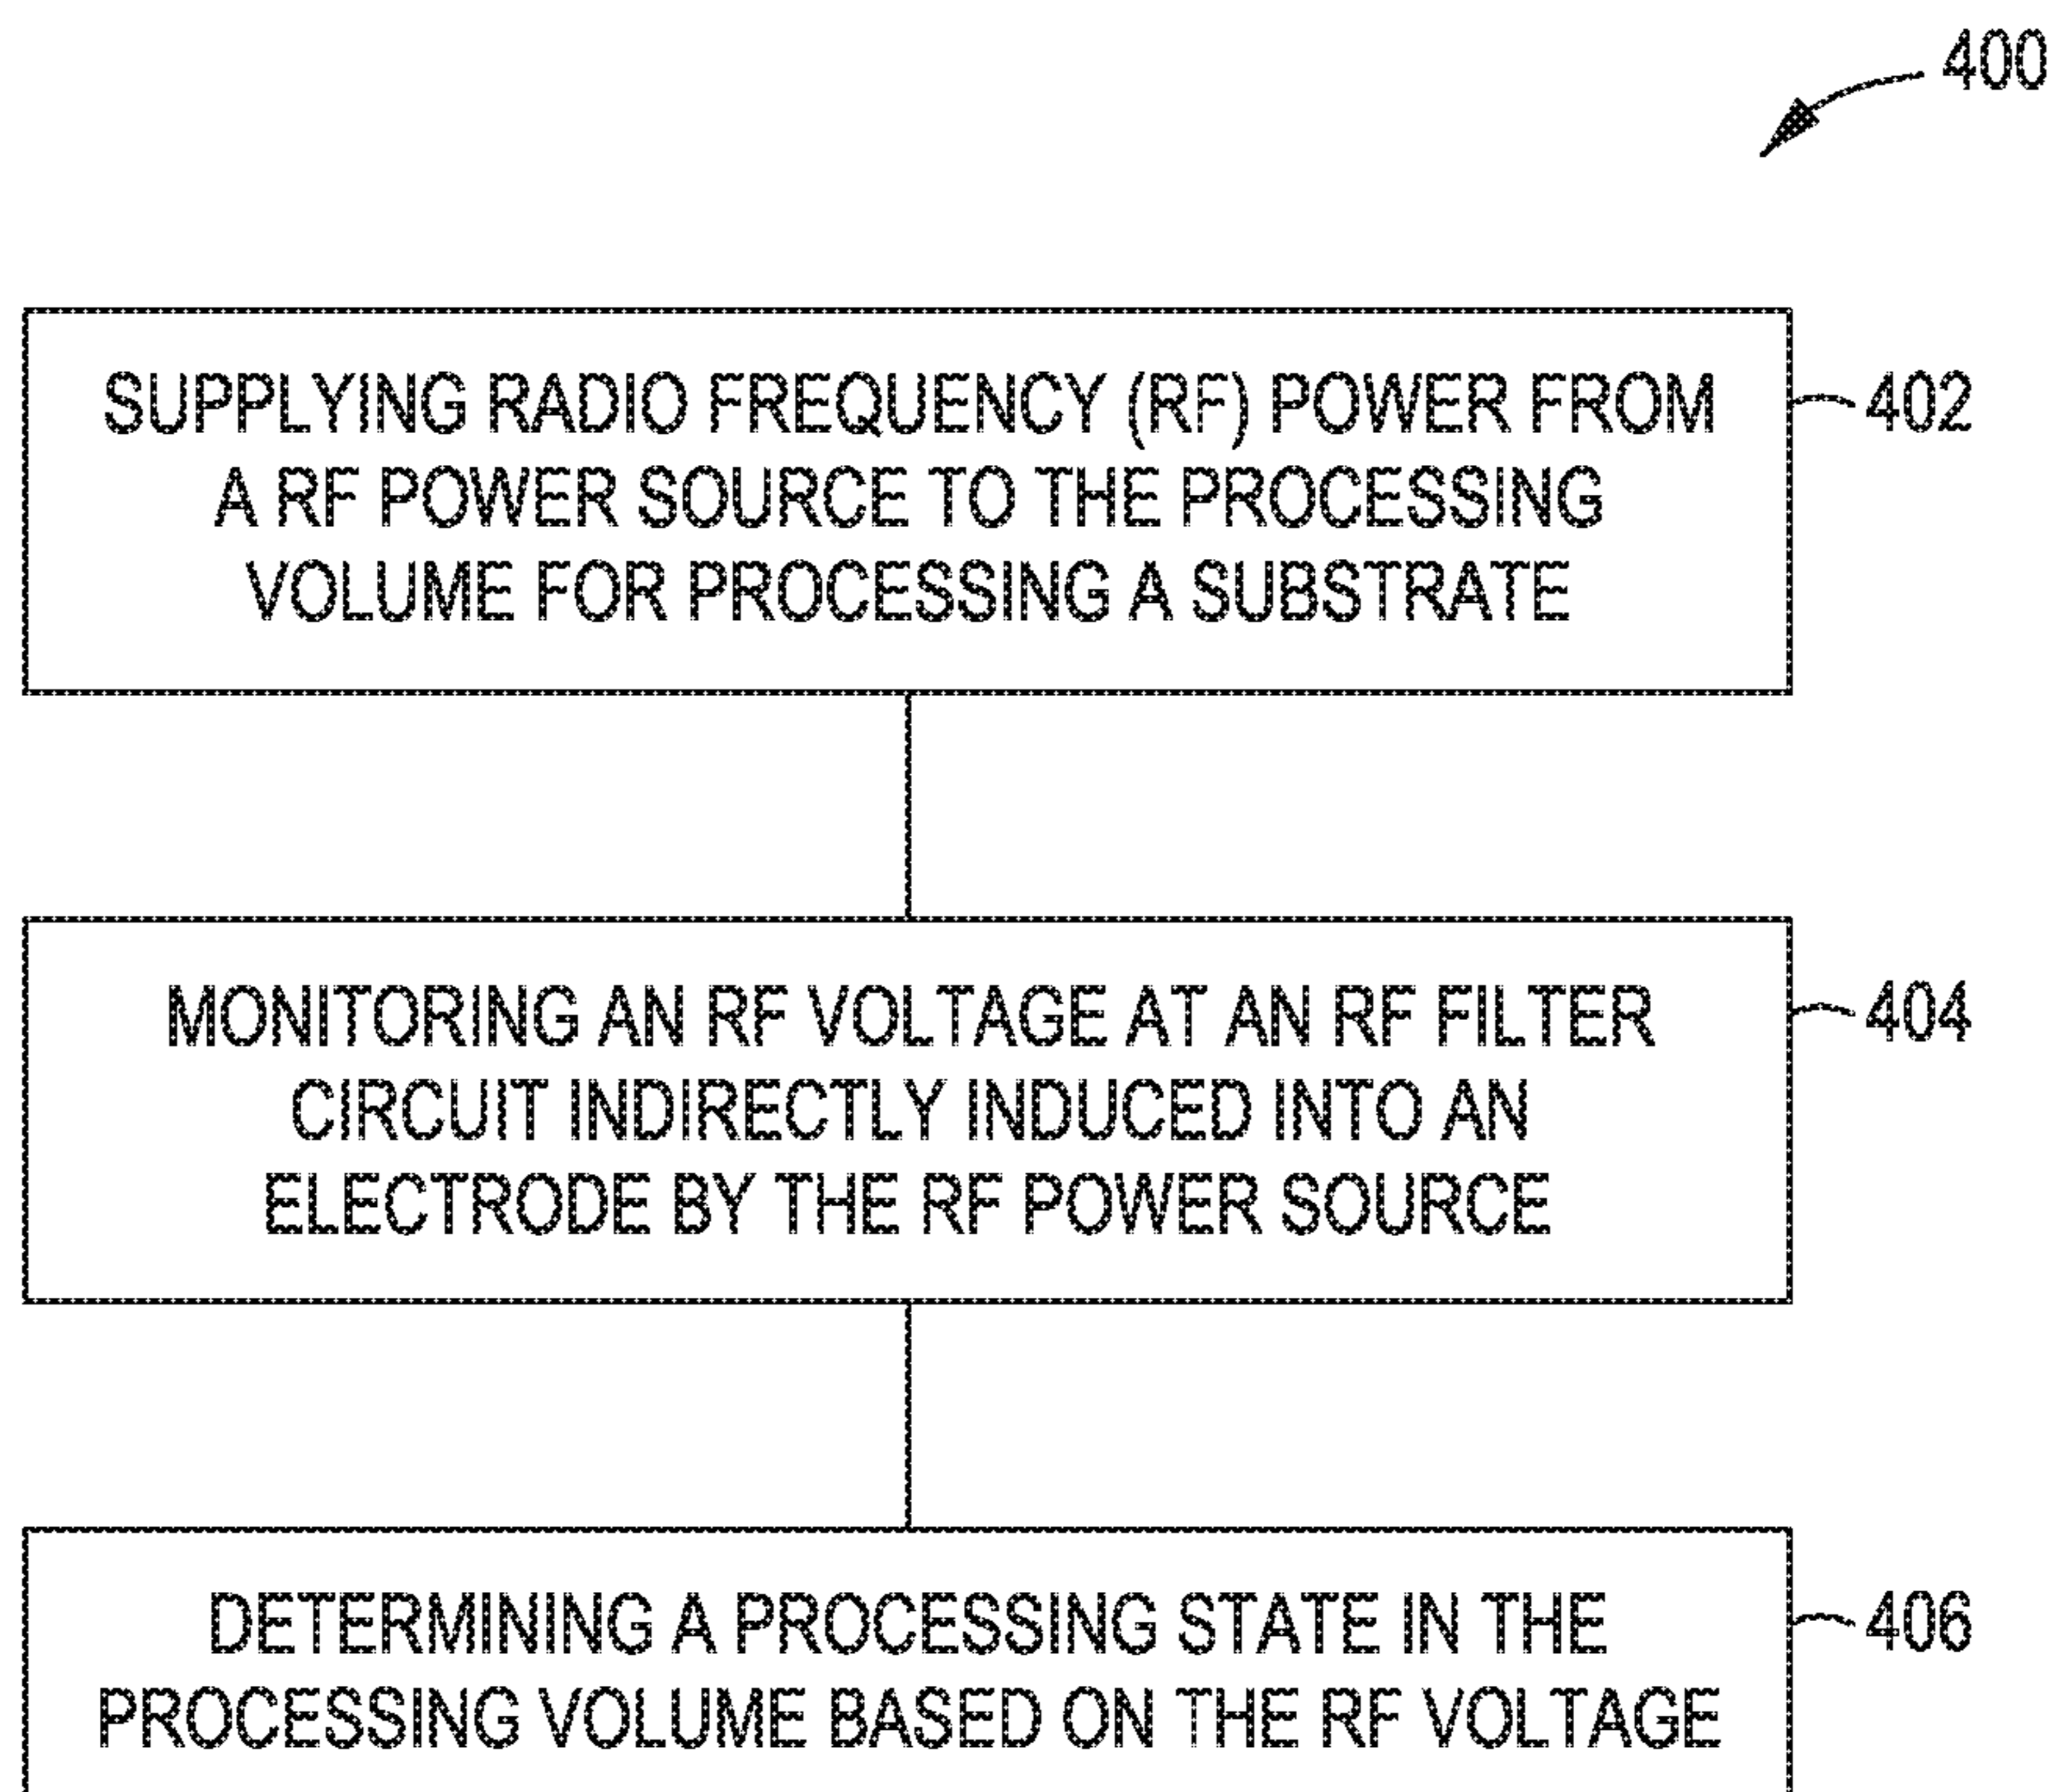 400
SUPPLYING RADIO FREQUENCY (RF) POWER FROM
A RF POWER SOURCE TO THE PROCESSING
VOLUME FOR PROCESSING A SUBSTRATE
402
MONITORING AN RF VOLTAGE AT AN RF FILTER
CIRCUIT INDIRECTLY INDUCED INTO AN
ELECTRODE BY THE RF POWER SOURCE
404
DETERMINING A PROCESSING STATE IN THE
PROCESSING VOLUME BASED ON THE RF VOLTAGE
406